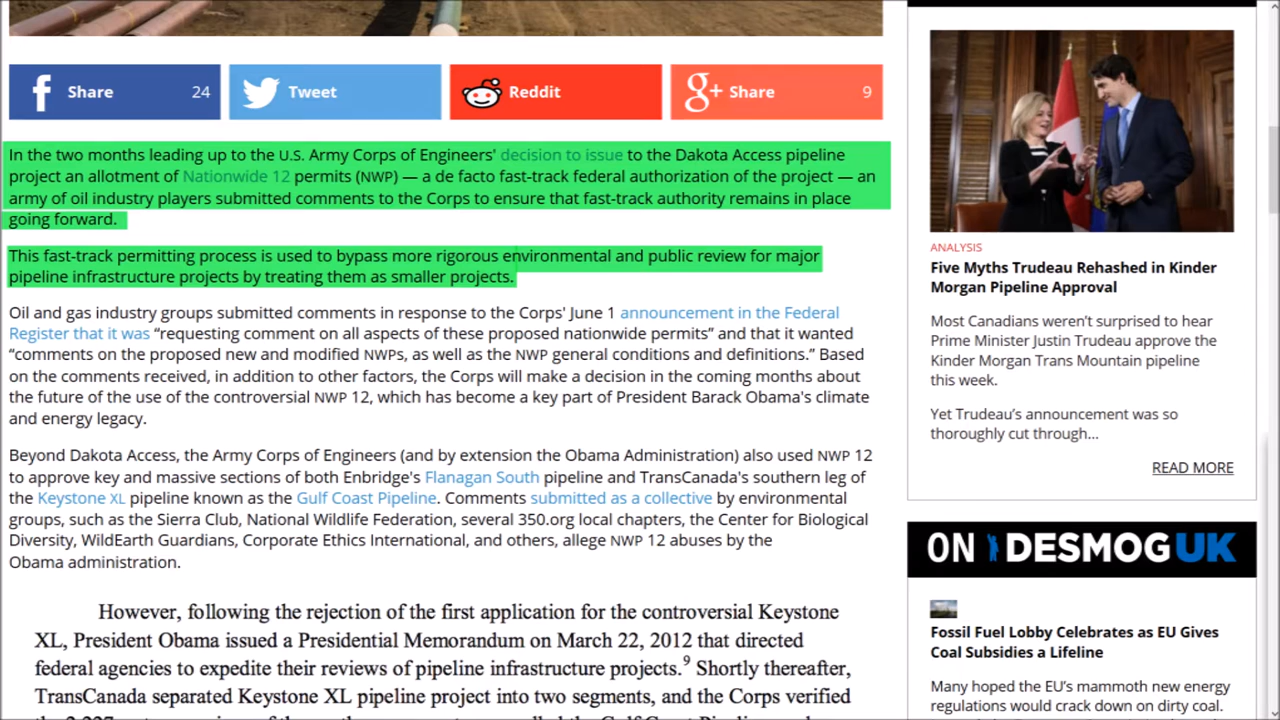 Share 24
Tweet
Reddit
g+ Share 9
In the two months leading up to the U.S. Army Corps of Engineers' decision to issue to the Dakota Access pipeline
project an allotment of Nationwide 12 permits (NWP) — a de facto fast-track federal authorization of the project — an
army of oil industry players submitted comments to the Corps to ensure that fast-track authority remains in place
going forward.
This fast-track permitting process is used to bypass more rigorous environmental and public review for major
pipeline infrastructure projects by treating them as smaller projects.
Oil and gas industry groups submitted comments in response to the Corps' June 1 announcement in the Federal
Register that it was “requesting comment on all aspects of these proposed nationwide permits” and that it wanted
“comments on the proposed new and modified NWPs, as well as the NWP general conditions and definitions.” Based
on the comments received, in addition to other factors, the Corps will make a decision in the coming months about
the future of the use of the controversial NWP 12, which has become a key part of President Barack Obama's climate
and energy legacy.
Beyond Dakota Access, the Army Corps of Engineers (and by extension the Obama Administration) also used NWP 12
to approve key and massive sections of both Enbridge's Flanagan South pipeline and TransCanada's southern leg of
the Keystone XL pipeline known as the Gulf Coast Pipeline. Comments submitted as a collective by environmental
groups, such as the Sierra Club, National Wildlife Federation, several 350.org local chapters, the Center for Biological
Diversity, WildEarth Guardians, Corporate Ethics International, and others, allege NWP 12 abuses by the
Obama administration.
However, following the rejection of the first application for the controversial Keystone
XL, President Obama issued a Presidential Memorandum on March 22, 2012 that directed
federal agencies to expedite their reviews of pipeline infrastructure projects.9 Shortly thereafter,
TransCanada separated Keystone XL pipeline project into two segments, and the Corps verified
ANALYSIS
Five Myths Trudeau Rehashed in Kinder
Morgan Pipeline Approval
Most Canadians weren’t surprised to hear
Prime Minister Justin Trudeau approve the
Kinder Morgan Trans Mountain pipeline
this week.
Yet Trudeau’s announcement was so
thoroughly cut through...
READ MORE
ON DESMOGUK
Fossil Fuel Lobby Celebrates as EU Gives
Coal Subsidies a Lifeline
Many hoped the EU’s mammoth new energy
regulations would crack down on dirty coal.